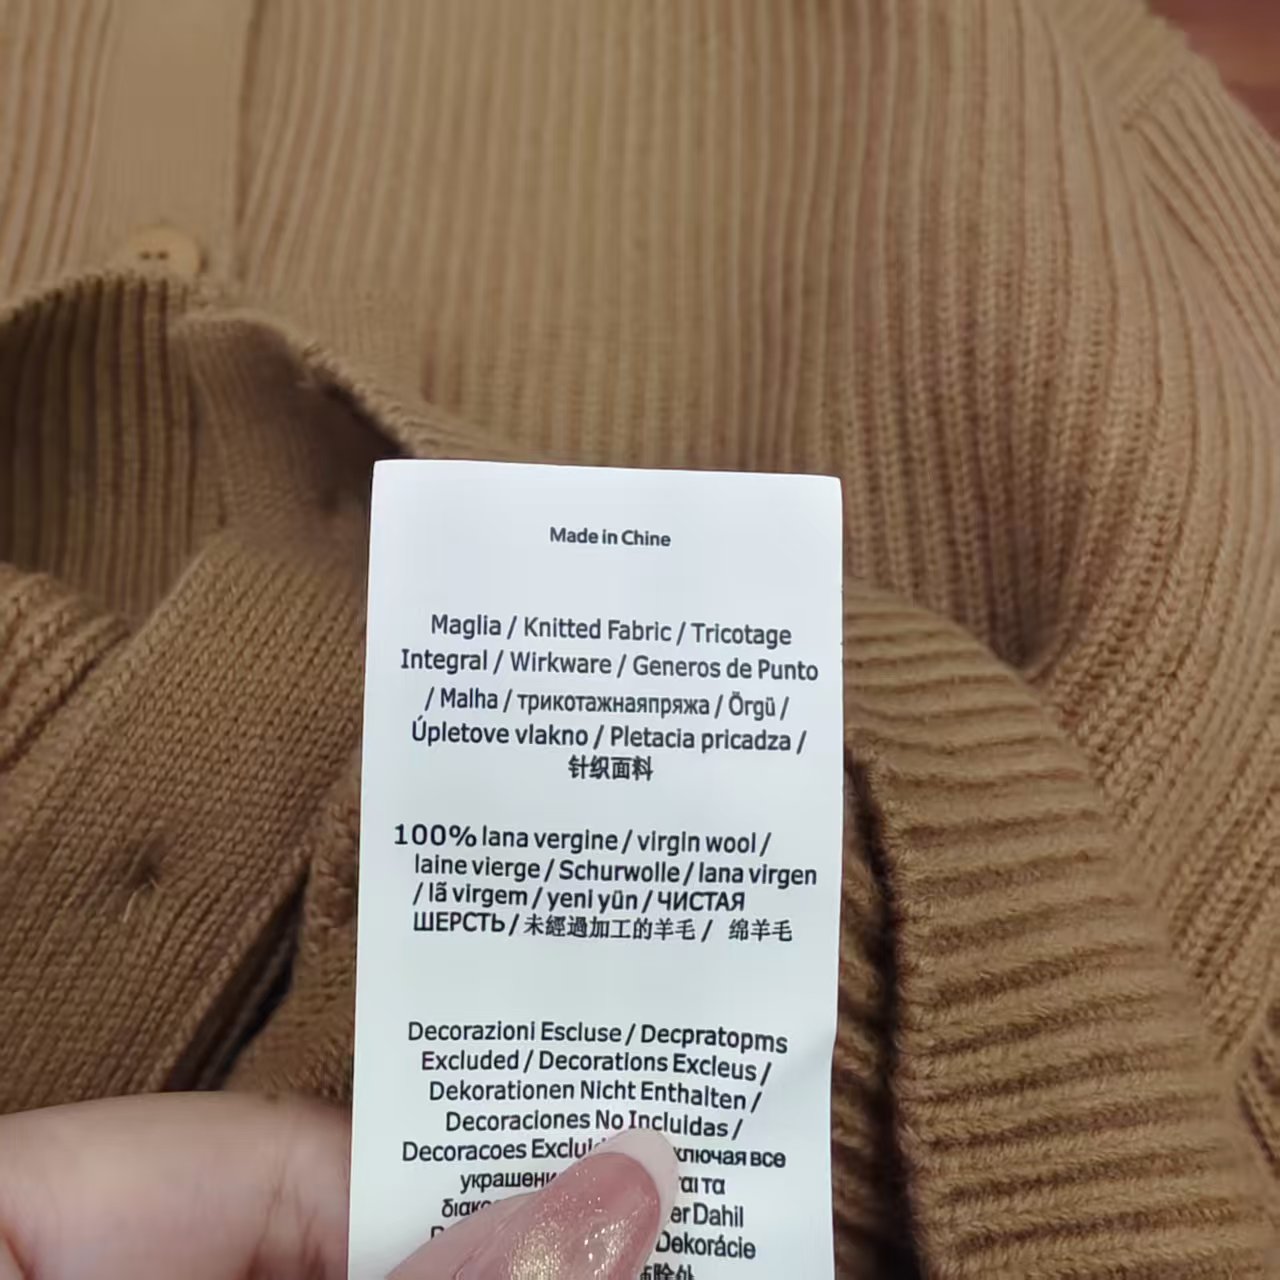 Made in Chine
Maglia / Knitted Fabric / Tricotage
Integral / Wirkware / Generos de Punto
/ Malha / трикотажнаяпряжа / Örgü /
Úpletove vlakno / Pletacia pricadza /
针织面料
100% lana vergine / virgin wool /
laine vierge / Schurwolle / lana virgen
/ lã virgem / yeni yün / ЧИСТАЯ
ШЕРСТЬ / 未經過加工的羊毛 / 绵羊毛
Decorazioni Escluse / Decpratopms
Excluded / Decorations Excleus /
Dekorationen Nicht Enthalten /
Decoraciones No Incluidas /
Decoracoes все
та
Dahil
Dekorácie